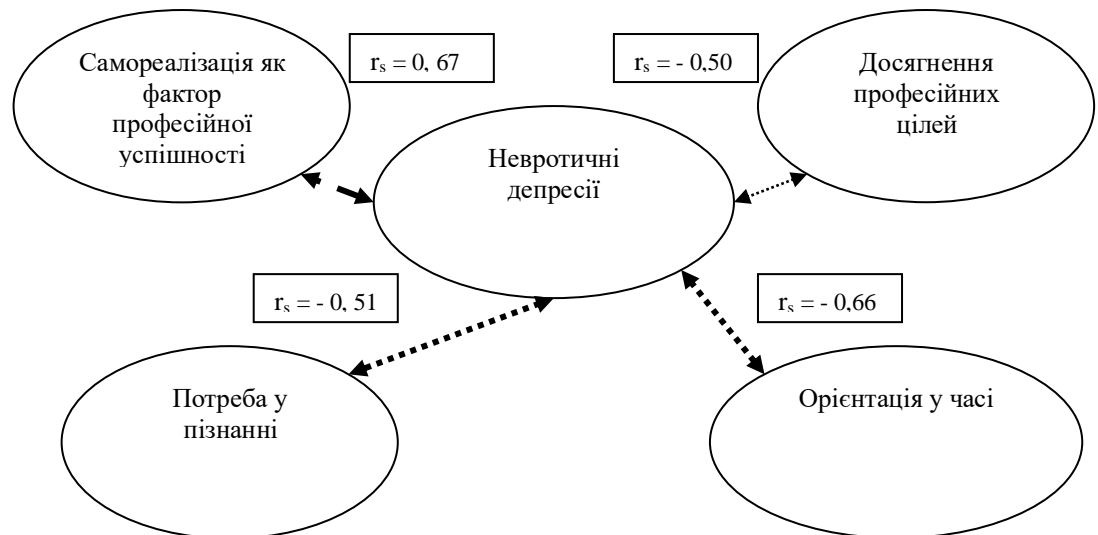 Самореалізація як
фактор
професійної
успішності
rs = 0, 67
rs = - 0,50
Досягнення
професійних
цілей
Невротичні
депресії
rs = - 0, 51
rs = - 0,66
Потреба у
пізнанні
Орієнтація у часі